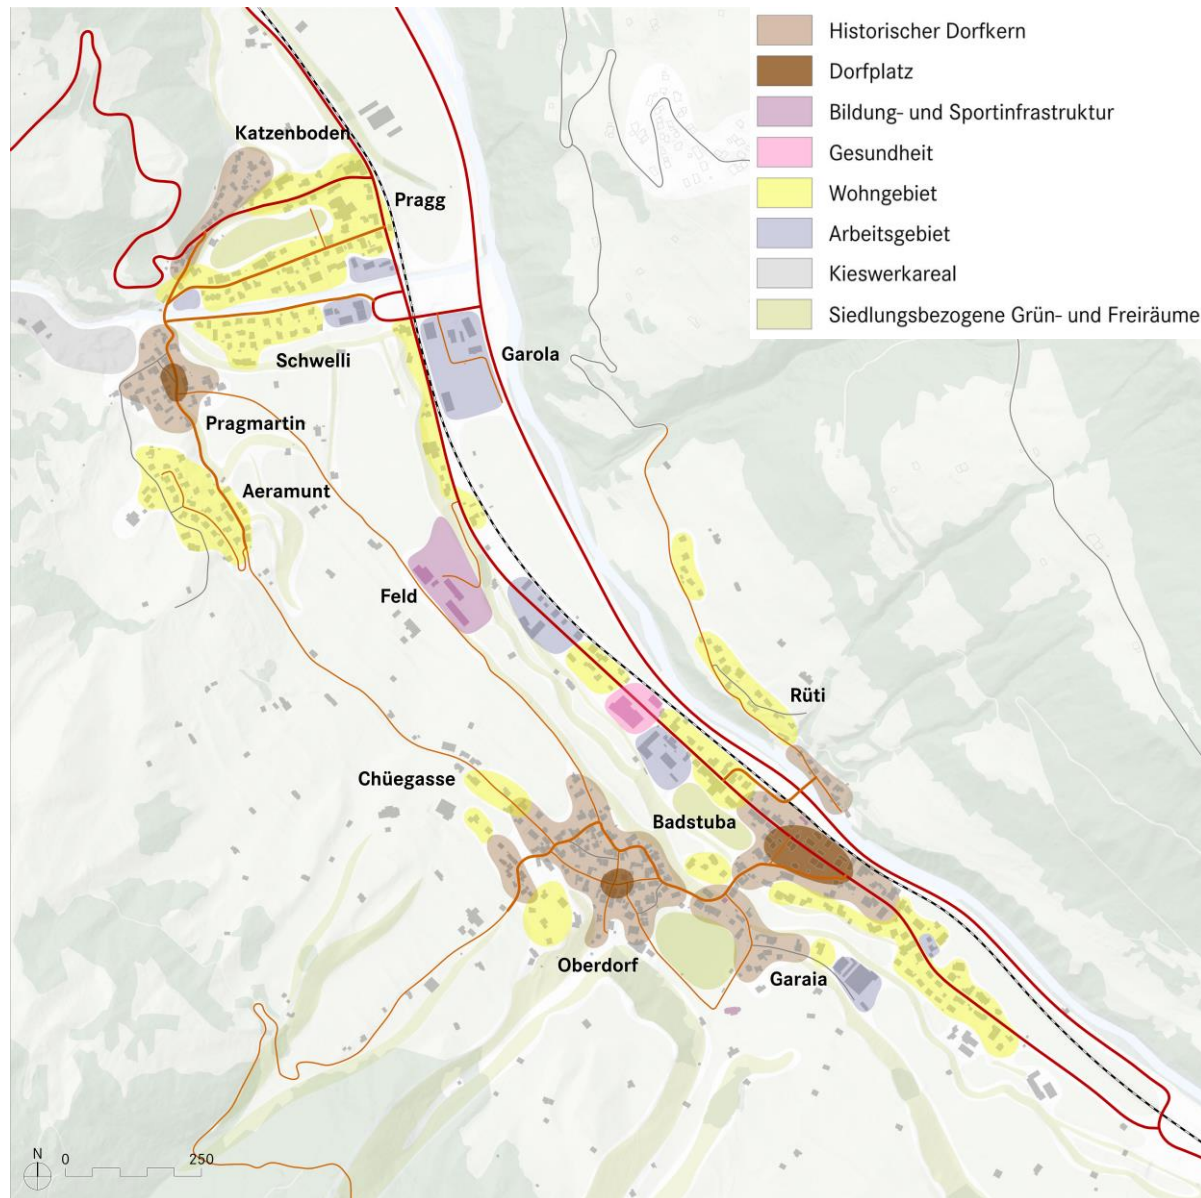 Historischer Dorfkern
Dorfplatz
Bildung- und Sportinfrastruktur
Gesundheit
Wohngebiet
Arbeitsgebiet
Kieswerkareal
Siedlungsbezogene Grün- und Freiräume
Katzenboden
Pragg
Garola
Schwelli
Pragmartin
Aeramunt
Feld
Rüti
Chüegasse
Badstuba
Oberdorf
Garaia
N
0 250